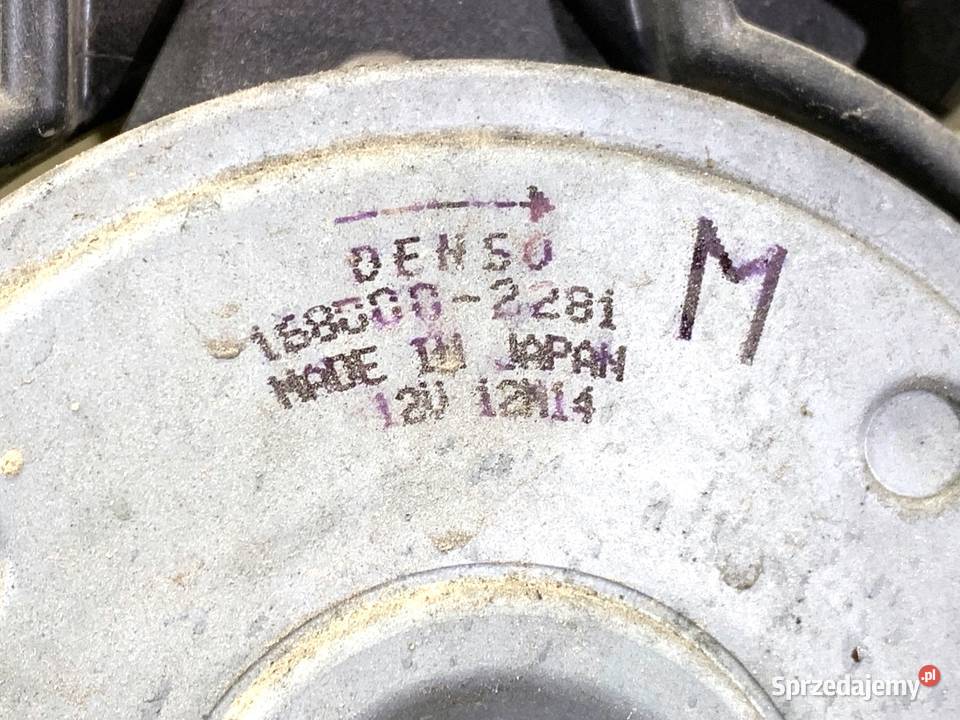 DENSO
168000-2281
MADE IN JAPAN
12V 12M14
M
Sprzedajemy.pl